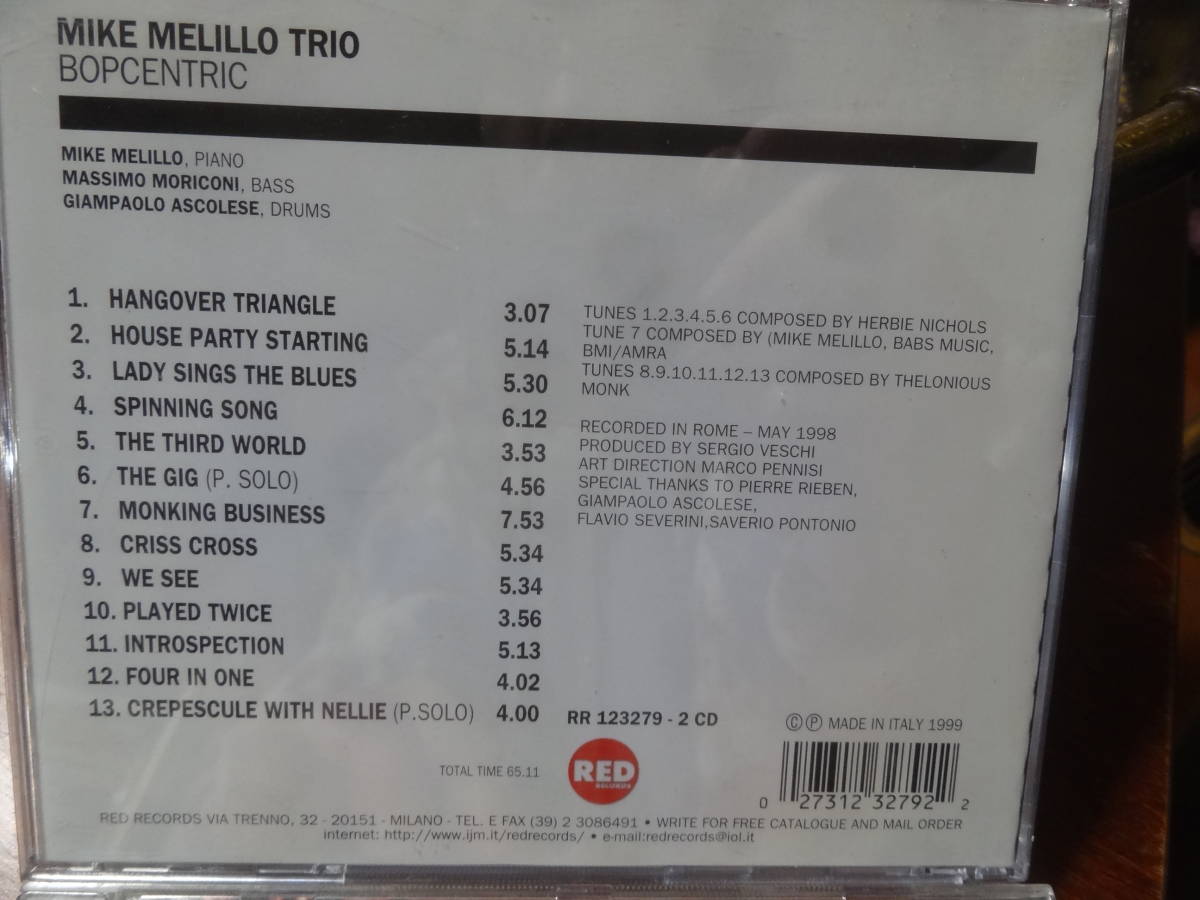 MIKE MELILLO TRIO
BOPCENTRIC
MIKE MELILLO, PIANO
MASSIMO MORICONI, BASS
GIAMPAOLO ASCOLESE, DRUMS
1. HANGOVER TRIANGLE 3.07
2. HOUSE PARTY STARTING 5.14
3. LADY SINGS THE BLUES 5.30
4. SPINNING SONG 6.12
5. THE THIRD WORLD 3.53
6. THE GIG (P. SOLO) 4.56
7. MONKING BUSINESS 7.53
8. CRISS CROSS 5.34
9. WE SEE 5.34
10. PLAYED TWICE 3.56
11. INTROSPECTION 5.13
12. FOUR IN ONE 4.02
13. CREPESCULE WITH NELLIE (P.SOLO) 4.00
TUNES 1.2.3.4.5.6 COMPOSED BY HERBIE NICHOLS
TUNE 7 COMPOSED BY (MIKE MELILLO, BABS MUSIC,
BMI/AMRA
TUNES 8.9.10.11.12.13 COMPOSED BY THELONIOUS
MONK
RECORDED IN ROME – MAY 1998
PRODUCED BY SERGIO VESCHI
ART DIRECTION MARCO PENNISI
SPECIAL THANKS TO PIERRE RIEBEN,
GIAMPAOLO ASCOLESE,
FLAVIO SEVERINI,SAVERIO PONTONIO
RR 123279 - 2 CD
©℗ MADE IN ITALY 1999
TOTAL TIME 65.11
RED
RECORDS
0 27312 32792 2
RED RECORDS VIA TRENNO, 32 - 20151 - MILANO - TEL. E FAX (39) 2 3086491 • WRITE FOR FREE CATALOGUE AND MAIL ORDER
internet: http://www.ijm.it/redrecords/ • e-mail:redrecords@iol.it